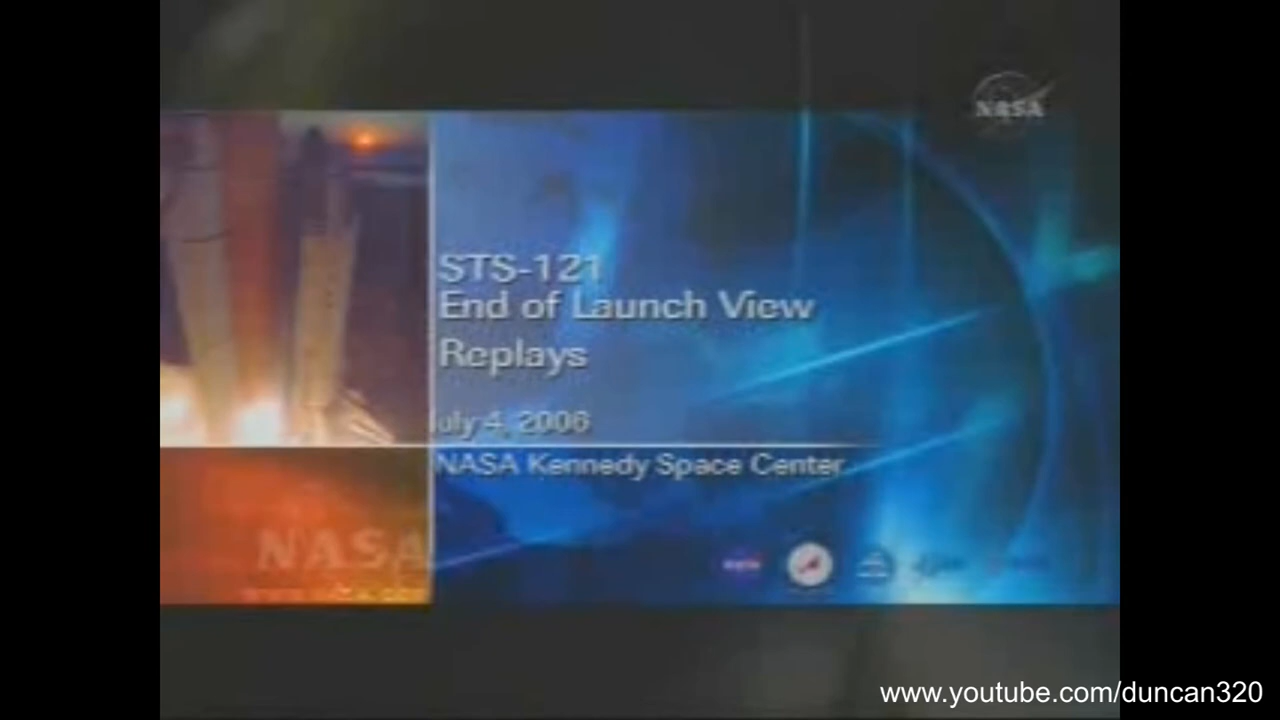 NASA
STS-121
End of Launch View
Replays
July 4, 2006
NASA Kennedy Space Center
NASA
www.youtube.com/duncan320